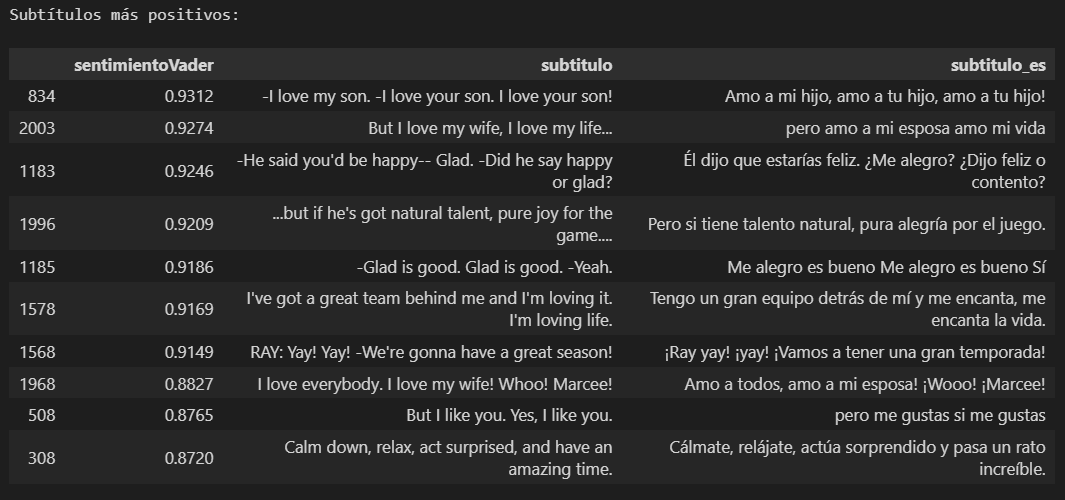 Subtítulos más positivos:
sentimientoVader subtitulo subtitulo_es
834 0.9312 -I love my son. -I love your son. I love your son! Amo a mi hijo, amo a tu hijo, amo a tu hijo!
2003 0.9274 But I love my wife, I love my life... pero amo a mi esposa amo mi vida
1183 0.9246 -He said you'd be happy-- Glad. -Did he say happy
or glad? Él dijo que estarías feliz. ¿Me alegro? ¿Dijo feliz o
contento?
1996 0.9209 ...but if he's got natural talent, pure joy for the
game.... Pero si tiene talento natural, pura alegría por el juego.
1185 0.9186 -Glad is good. Glad is good. -Yeah. Me alegro es bueno Me alegro es bueno Sí
1578 0.9169 I've got a great team behind me and I'm loving it.
I'm loving life. Tengo un gran equipo detrás de mí y me encanta, me
encanta la vida.
1568 0.9149 RAY: Yay! Yay! -We're gonna have a great season! ¡Ray yay! ¡yay! ¡Vamos a tener una gran temporada!
1968 0.8827 I love everybody. I love my wife! Whoo! Marcee! Amo a todos, amo a mi esposa! ¡Wooo! ¡Marcee!
508 0.8765 But I like you. Yes, I like you. pero me gustas si me gustas
308 0.8720 Calm down, relax, act surprised, and have an
amazing time. Cálmate, relájate, actúa sorprendido y pasa un rato
increíble.